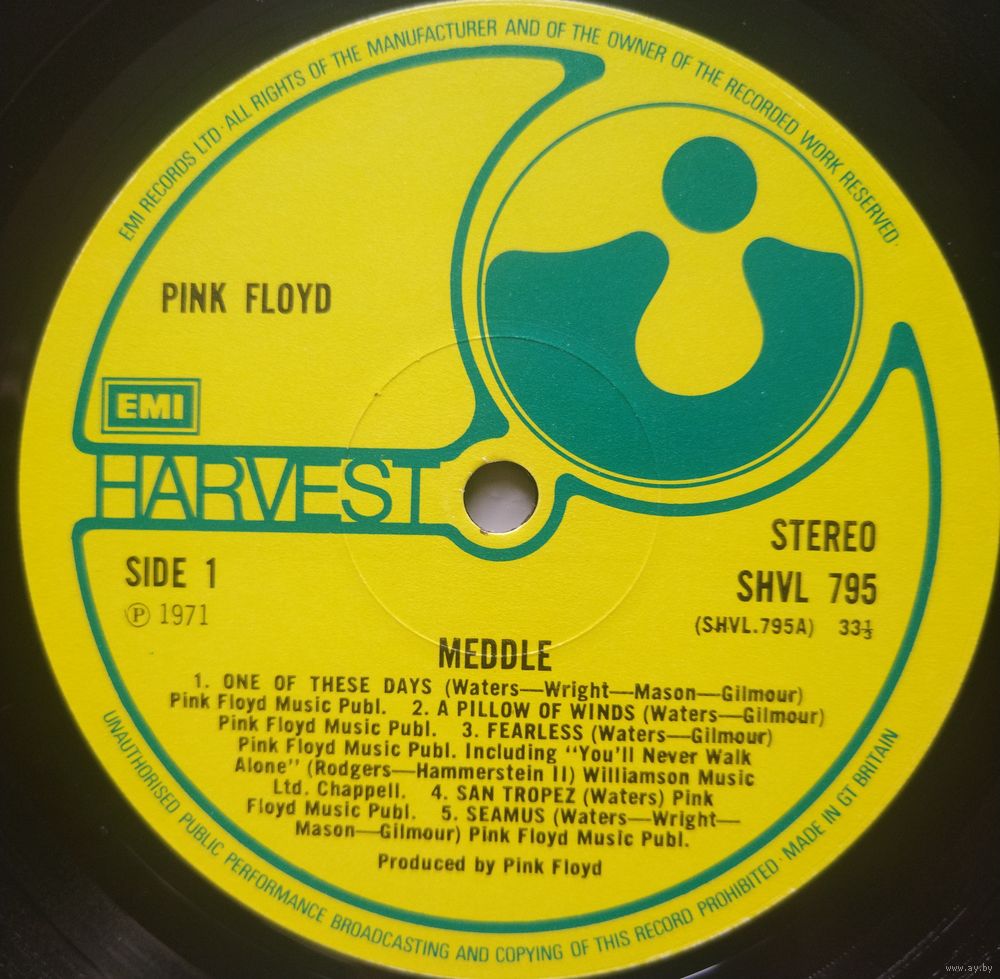 EMI RECORDS LTD · ALL RIGHTS OF THE MANUFACTURER AND OF THE OWNER OF THE RECORDED WORK RESERVED ·
PINK FLOYD
EMI
HARVEST
STEREO
SIDE 1
SHVL 795
Ⓟ 1971
(SHVL.795A) 33⅓
MEDDLE
1. ONE OF THESE DAYS (Waters—Wright—Mason—Gilmour)
Pink Floyd Music Publ. 2. A PILLOW OF WINDS (Waters—Gilmour)
Pink Floyd Music Publ. 3. FEARLESS (Waters—Gilmour)
Pink Floyd Music Publ. Including “You'll Never Walk
Alone” (Rodgers—Hammerstein II) Williamson Music
Ltd. Chappell. 4. SAN TROPEZ (Waters) Pink
Floyd Music Publ. 5. SEAMUS (Waters—Wright—
Mason—Gilmour) Pink Floyd Music Publ.
Produced by Pink Floyd
UNAUTHORISED PUBLIC PERFORMANCE BROADCASTING AND COPYING OF THIS RECORD PROHIBITED · MADE IN GT BRITAIN
www.ay.by